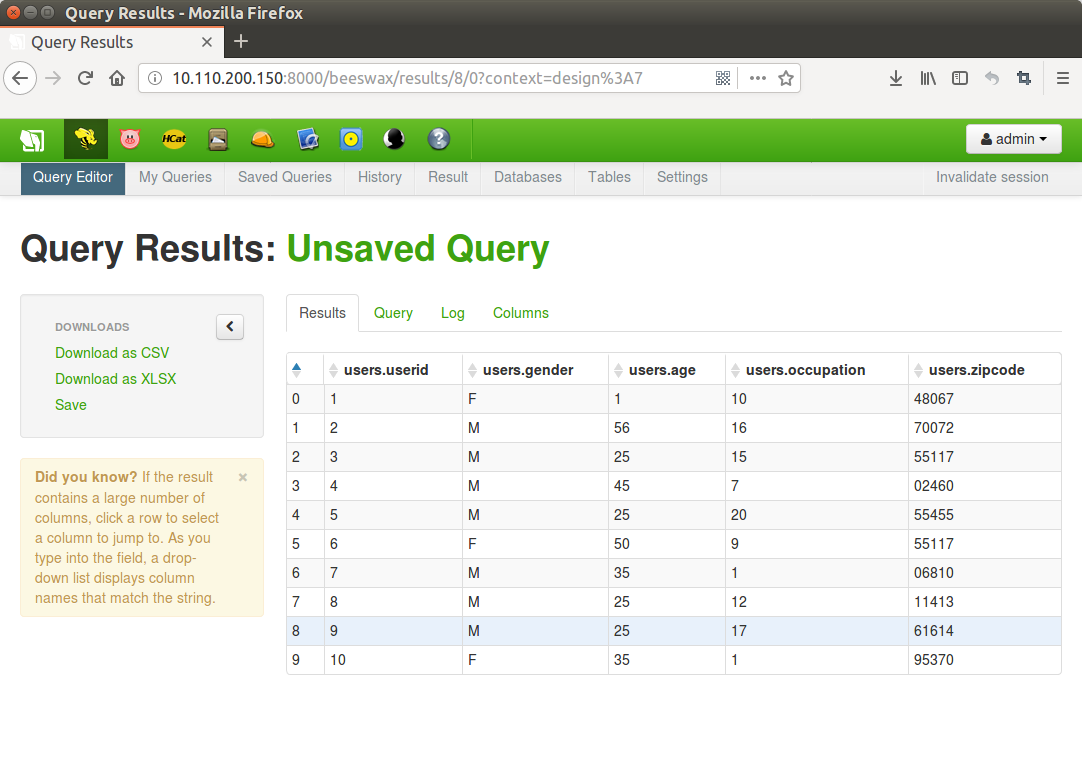 Query Results - Mozilla Firefox
Query Results
10.110.200.150:8000/beeswax/results/8/0?context=design%3A7
HCat
admin
Query Editor My Queries Saved Queries History Result Databases Tables Settings Invalidate session
Query Results: Unsaved Query
DOWNLOADS
Download as CSV
Download as XLSX
Save
Did you know? If the result
contains a large number of
columns, click a row to select
a column to jump to. As you
type into the field, a drop-
down list displays column
names that match the string.
Results Query Log Columns
users.userid users.gender users.age users.occupation users.zipcode
0 1 F 1 10 48067
1 2 M 56 16 70072
2 3 M 25 15 55117
3 4 M 45 7 02460
4 5 M 25 20 55455
5 6 F 50 9 55117
6 7 M 35 1 06810
7 8 M 25 12 11413
8 9 M 25 17 61614
9 10 F 35 1 95370